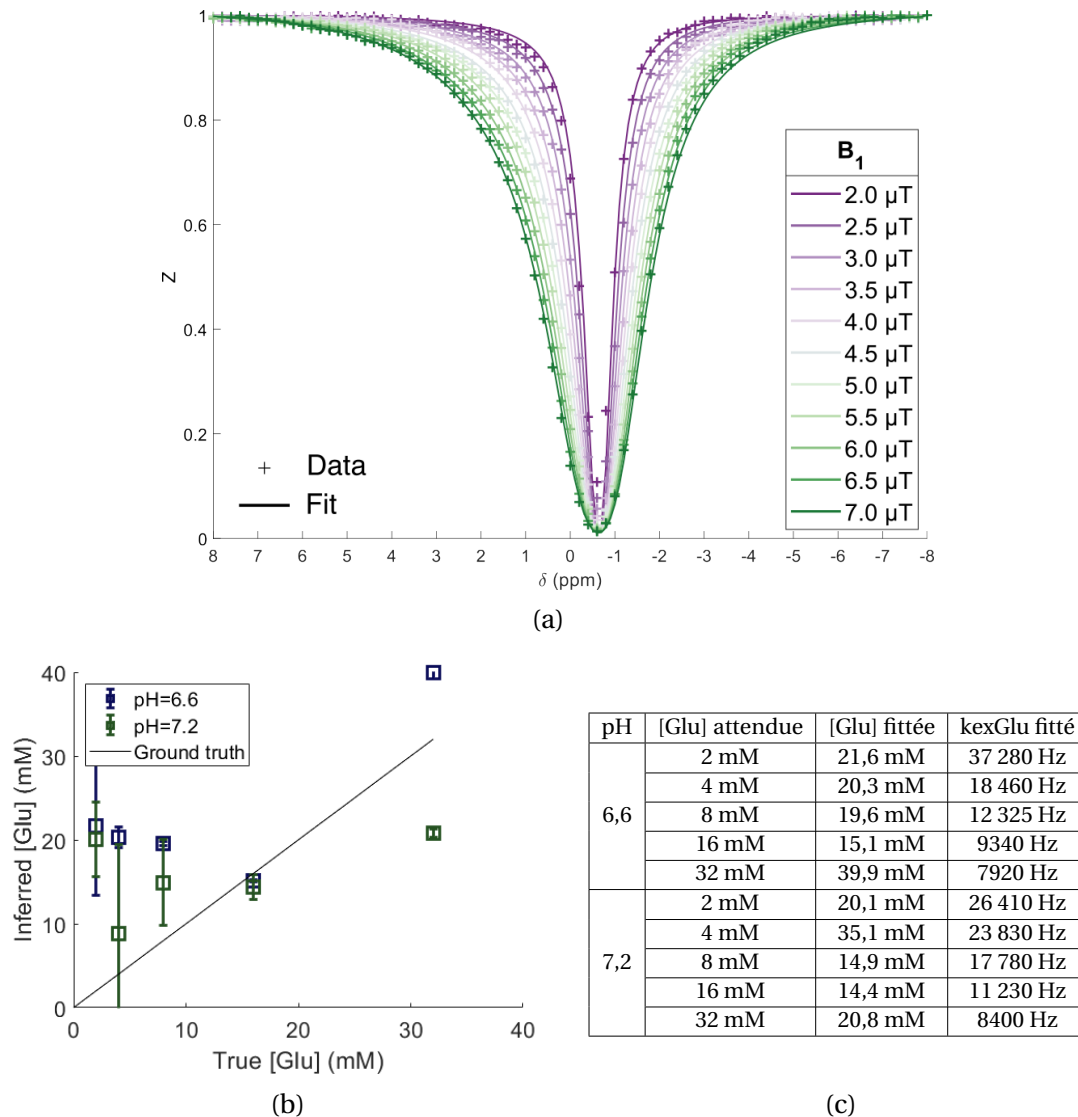 1
0.8
0.6
0.4
0.2
0
Z
8 7 6 5 4 3 2 1 0 -1 -2 -3 -4 -5 -6 -7 -8
δ (ppm)
+ Data
Fit
B1
2.0 µT
2.5 µT
3.0 µT
3.5 µT
4.0 µT
4.5 µT
5.0 µT
5.5 µT
6.0 µT
6.5 µT
7.0 µT
(a)
40
30
20
10
0
Inferred [Glu] (mM)
pH=6.6
pH=7.2
Ground truth
0 10 20 30 40
True [Glu] (mM)
(b)
pH [Glu] attendue [Glu] fittée kexGlu fitté
6,6
2 mM 21,6 mM 37 280 Hz
4 mM 20,3 mM 18 460 Hz
8 mM 19,6 mM 12 325 Hz
16 mM 15,1 mM 9340 Hz
32 mM 39,9 mM 7920 Hz
7,2
2 mM 20,1 mM 26 410 Hz
4 mM 35,1 mM 23 830 Hz
8 mM 14,9 mM 17 780 Hz
16 mM 14,4 mM 11 230 Hz
32 mM 20,8 mM 8400 Hz
(c)